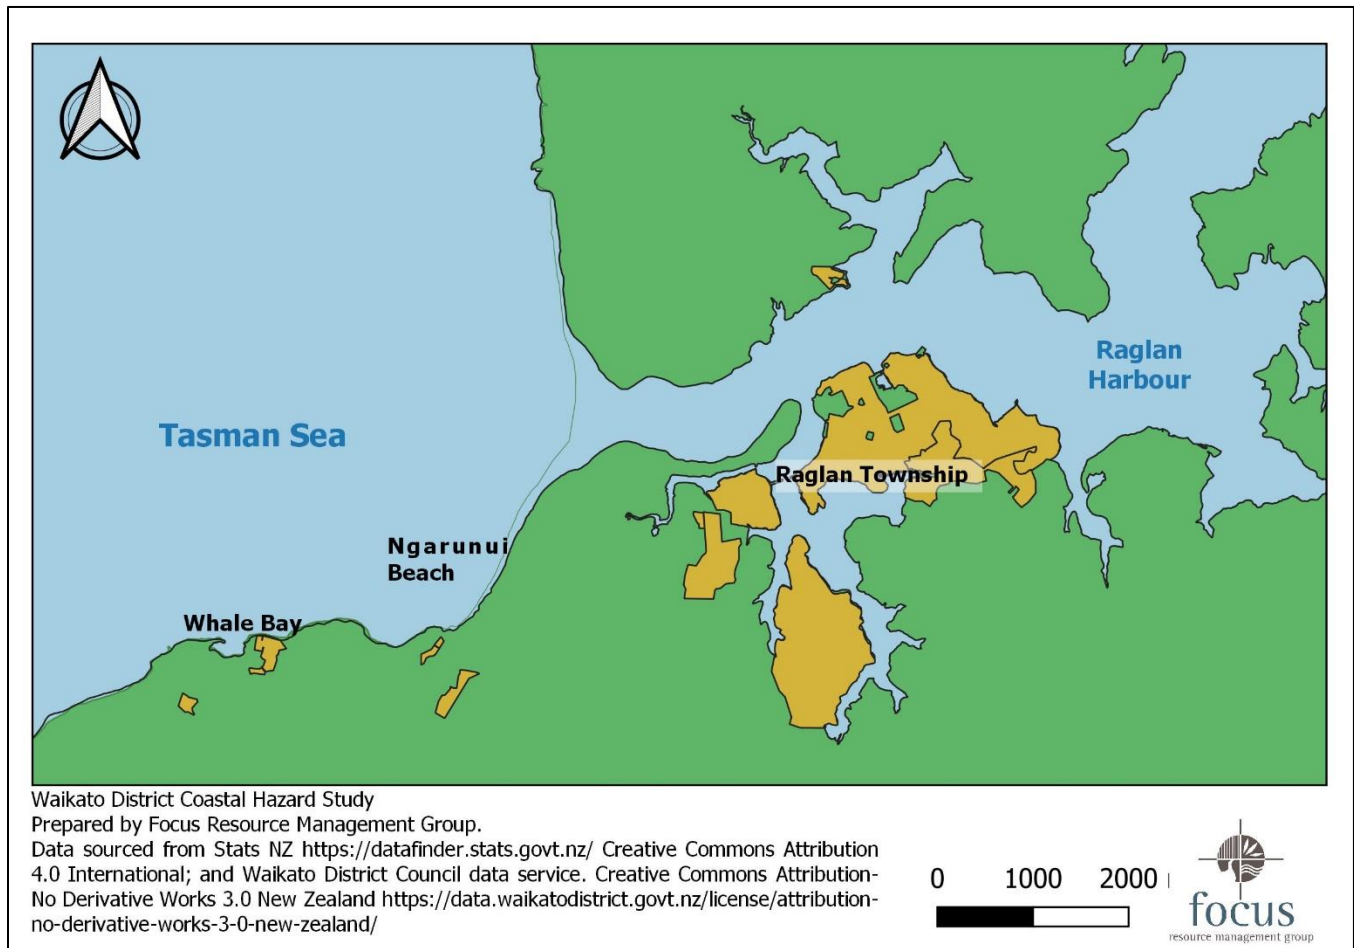 Tasman Sea
Raglan
Harbour
Raglan Township
Ngarunui
Beach
Whale Bay
Waikato District Coastal Hazard Study
Prepared by Focus Resource Management Group.
Data sourced from Stats NZ https://datafinder.stats.govt.nz/ Creative Commons Attribution
4.0 International; and Waikato District Council data service. Creative Commons Attribution-
No Derivative Works 3.0 New Zealand https://data.waikatodistrict.govt.nz/license/attribution-
no-derivative-works-3-0-new-zealand/
0 1000 2000
focus
resource management group